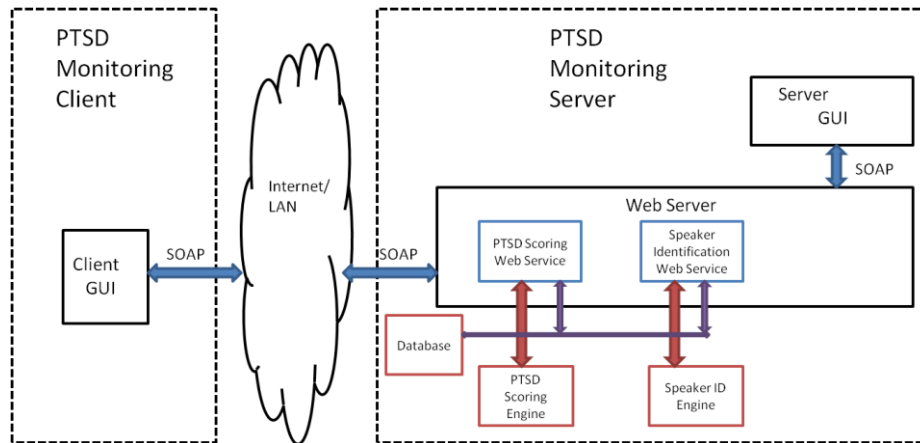 PTSD
Monitoring
Client
PTSD
Monitoring
Server
Server
GUI
SOAP
Internet/
LAN
Web Server
Client
GUI
SOAP
SOAP
PTSD Scoring
Web Service
Speaker
Identification
Web Service
Database
PTSD
Scoring
Engine
Speaker ID
Engine